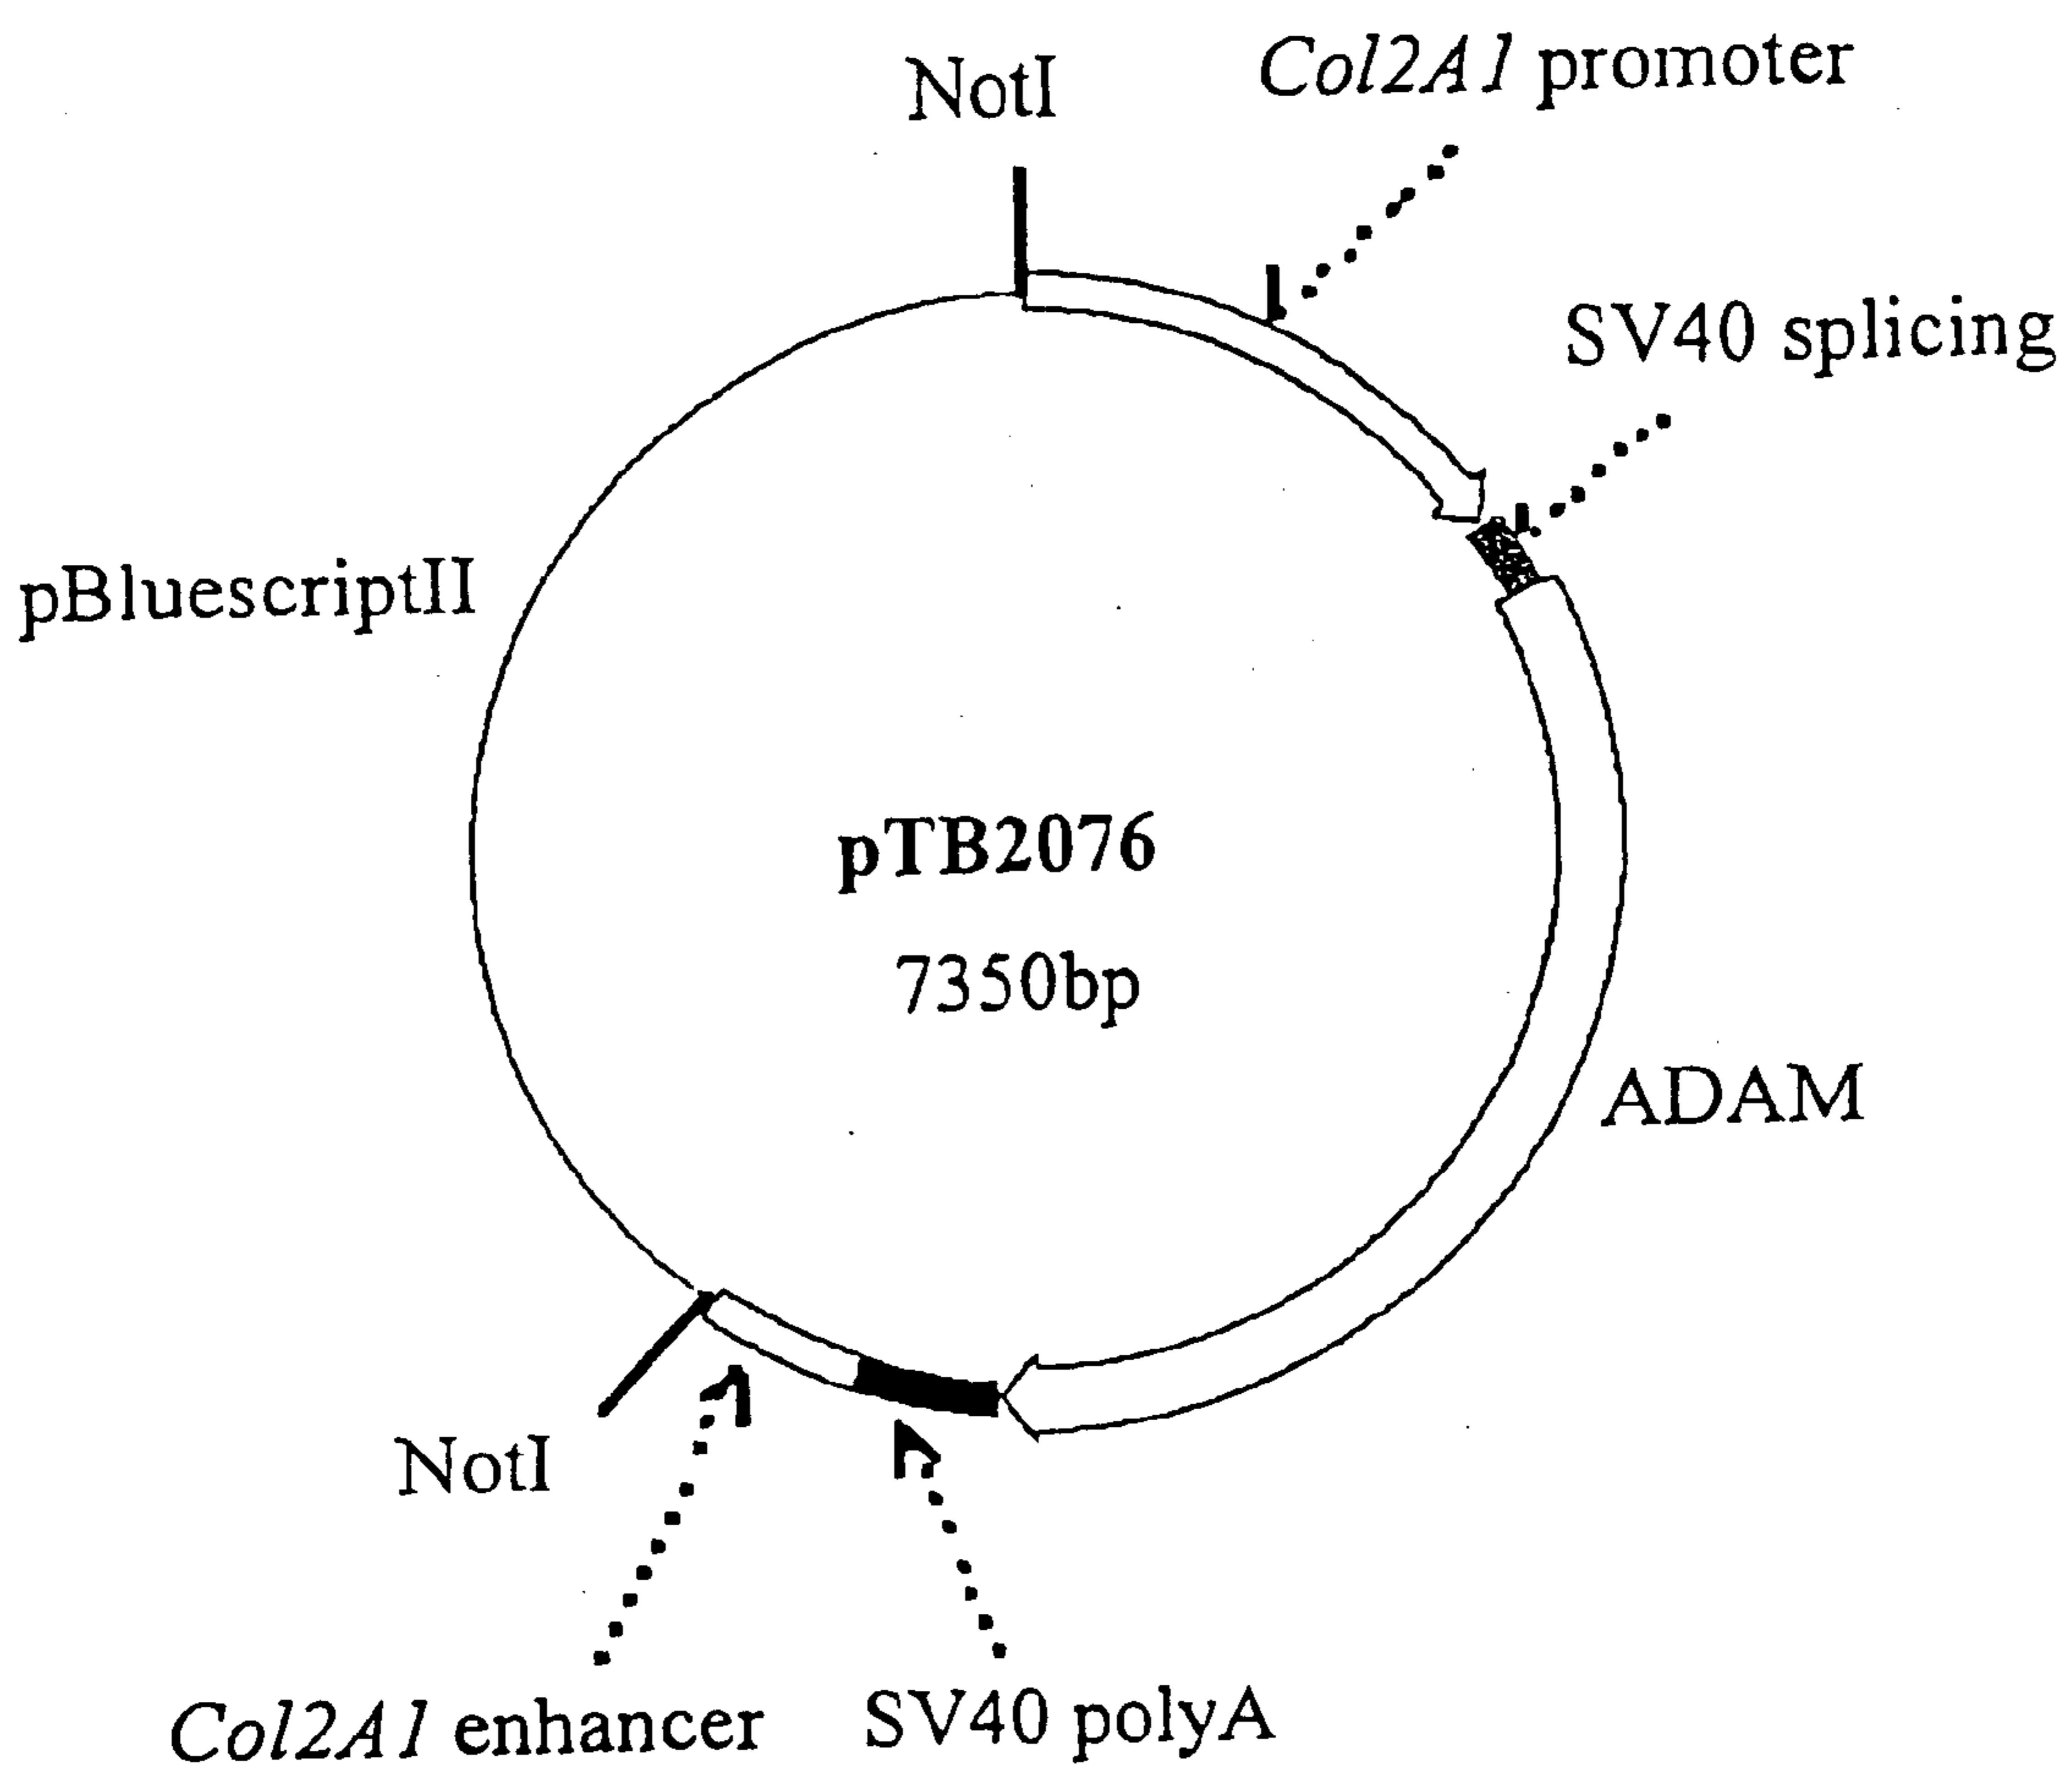 Col2A1 promoter
NotI
SV40 splicing
pBluescriptII
pTB2076
7350bp
ADAM
NotI
Col2A1 enhancer
SV40 polyA